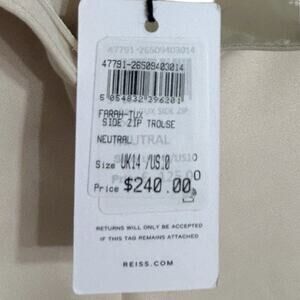 47791-26509403014
47791-26509403014
5 054832 396201
FARAH-TUX
SIDE ZIP TROUSE
NEUTRAL
Size UK14 /US10
Price $240.00
RETURNS WILL ONLY BE ACCEPTED
IF THIS TAG REMAINS ATTACHED
REISS.COM